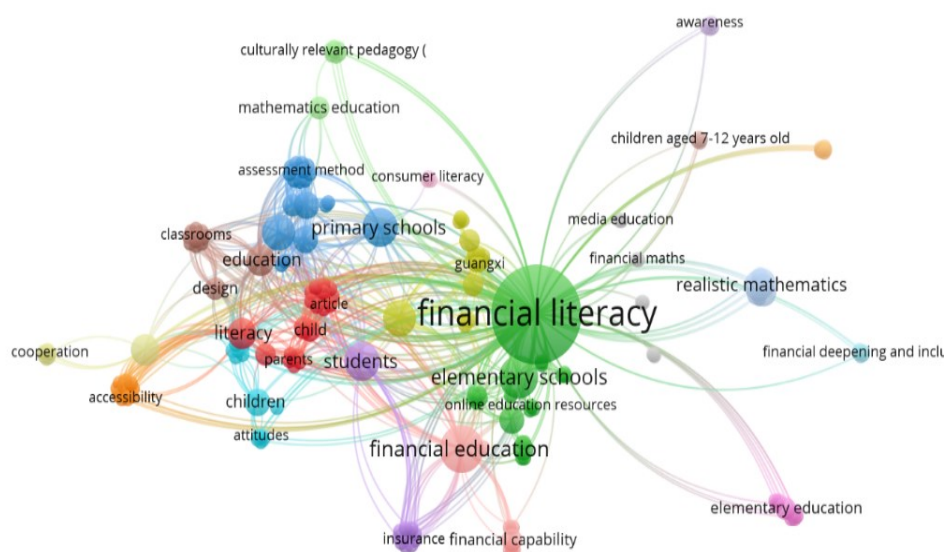 awareness
culturally relevant pedagogy (
mathematics education
children aged 7-12 years old
assessment method
consumer literacy
media education
primary schools
classrooms
education
guangxi
financial maths
design
realistic mathematics
article
financial literacy
literacy
child
cooperation
parents
students
financial deepening and inclu
elementary schools
accessibility
children
online education resources
attitudes
financial education
elementary education
insurance
financial capability